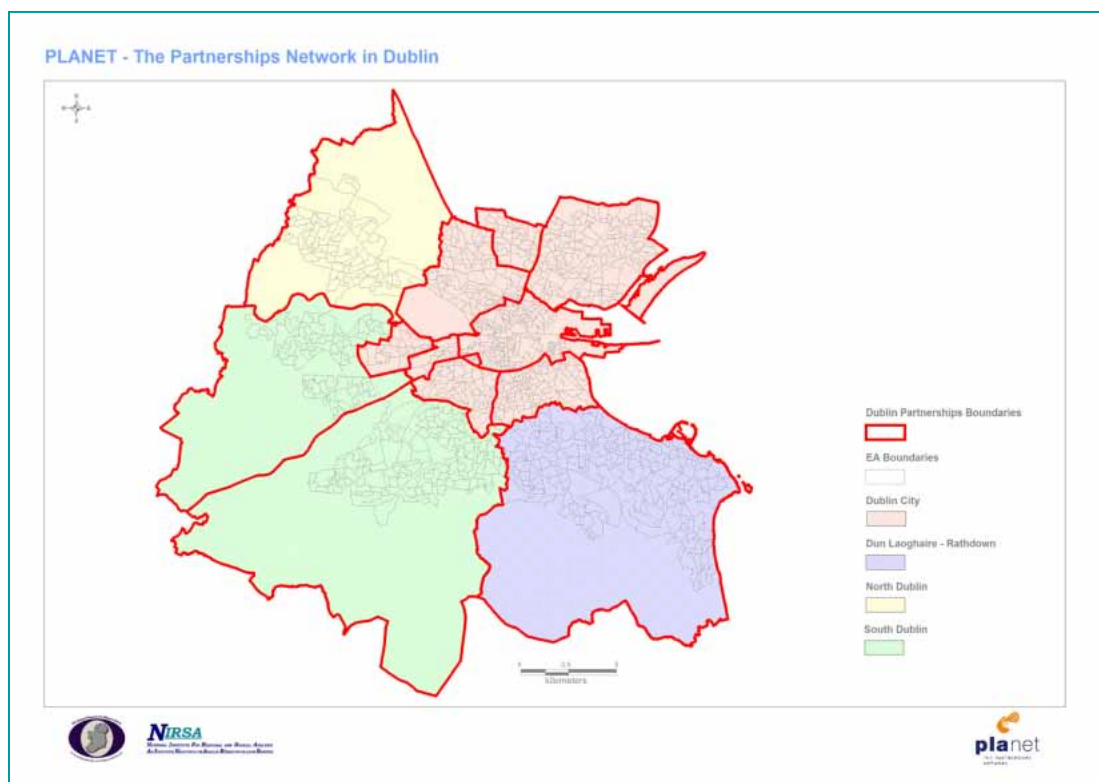 PLANET - The Partnerships Network in Dublin
Dublin Partnerships Boundaries
EA Boundaries
Dublin City
Dun Laoghaire - Rathdown
North Dublin
South Dublin
kilometers
NIRSA
planet